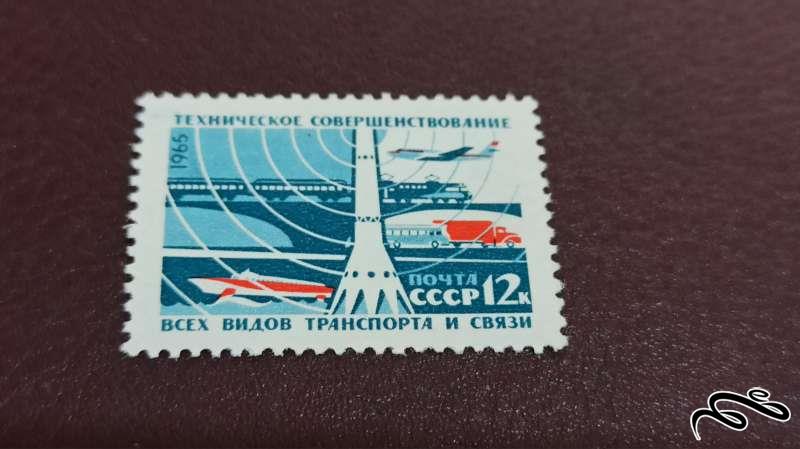 ТЕХНИЧЕСКОЕ СОВЕРШЕНСТВОВАНИЕ
1965
ПОЧТА
СССР 12К
ВСЕХ ВИДОВ ТРАНСПОРТА И СВЯЗИ